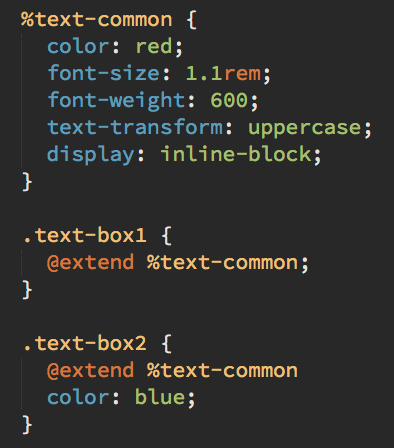 %text-common {
  color: red;
  font-size: 1.1rem;
  font-weight: 600;
  text-transform: uppercase;
  display: inline-block;
}

.text-box1 {
  @extend %text-common;
}

.text-box2 {
  @extend %text-common
  color: blue;
}